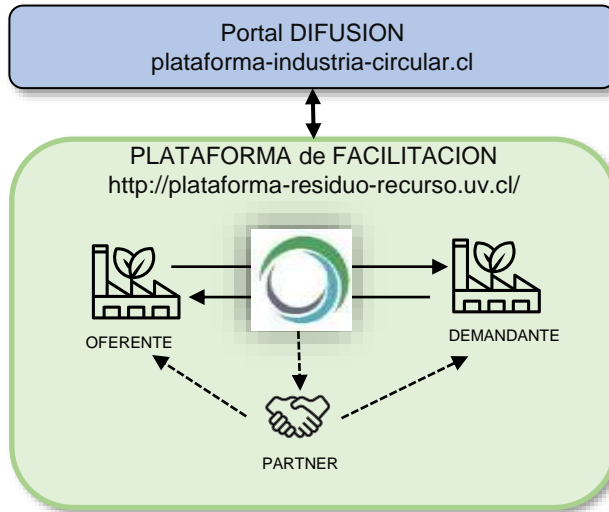 Portal DIFUSION
plataforma-industria-circular.cl
PLATAFORMA de FACILITACION
http://plataforma-residuo-recurso.uv.cl/
OFERENTE
DEMANDANTE
PARTNER